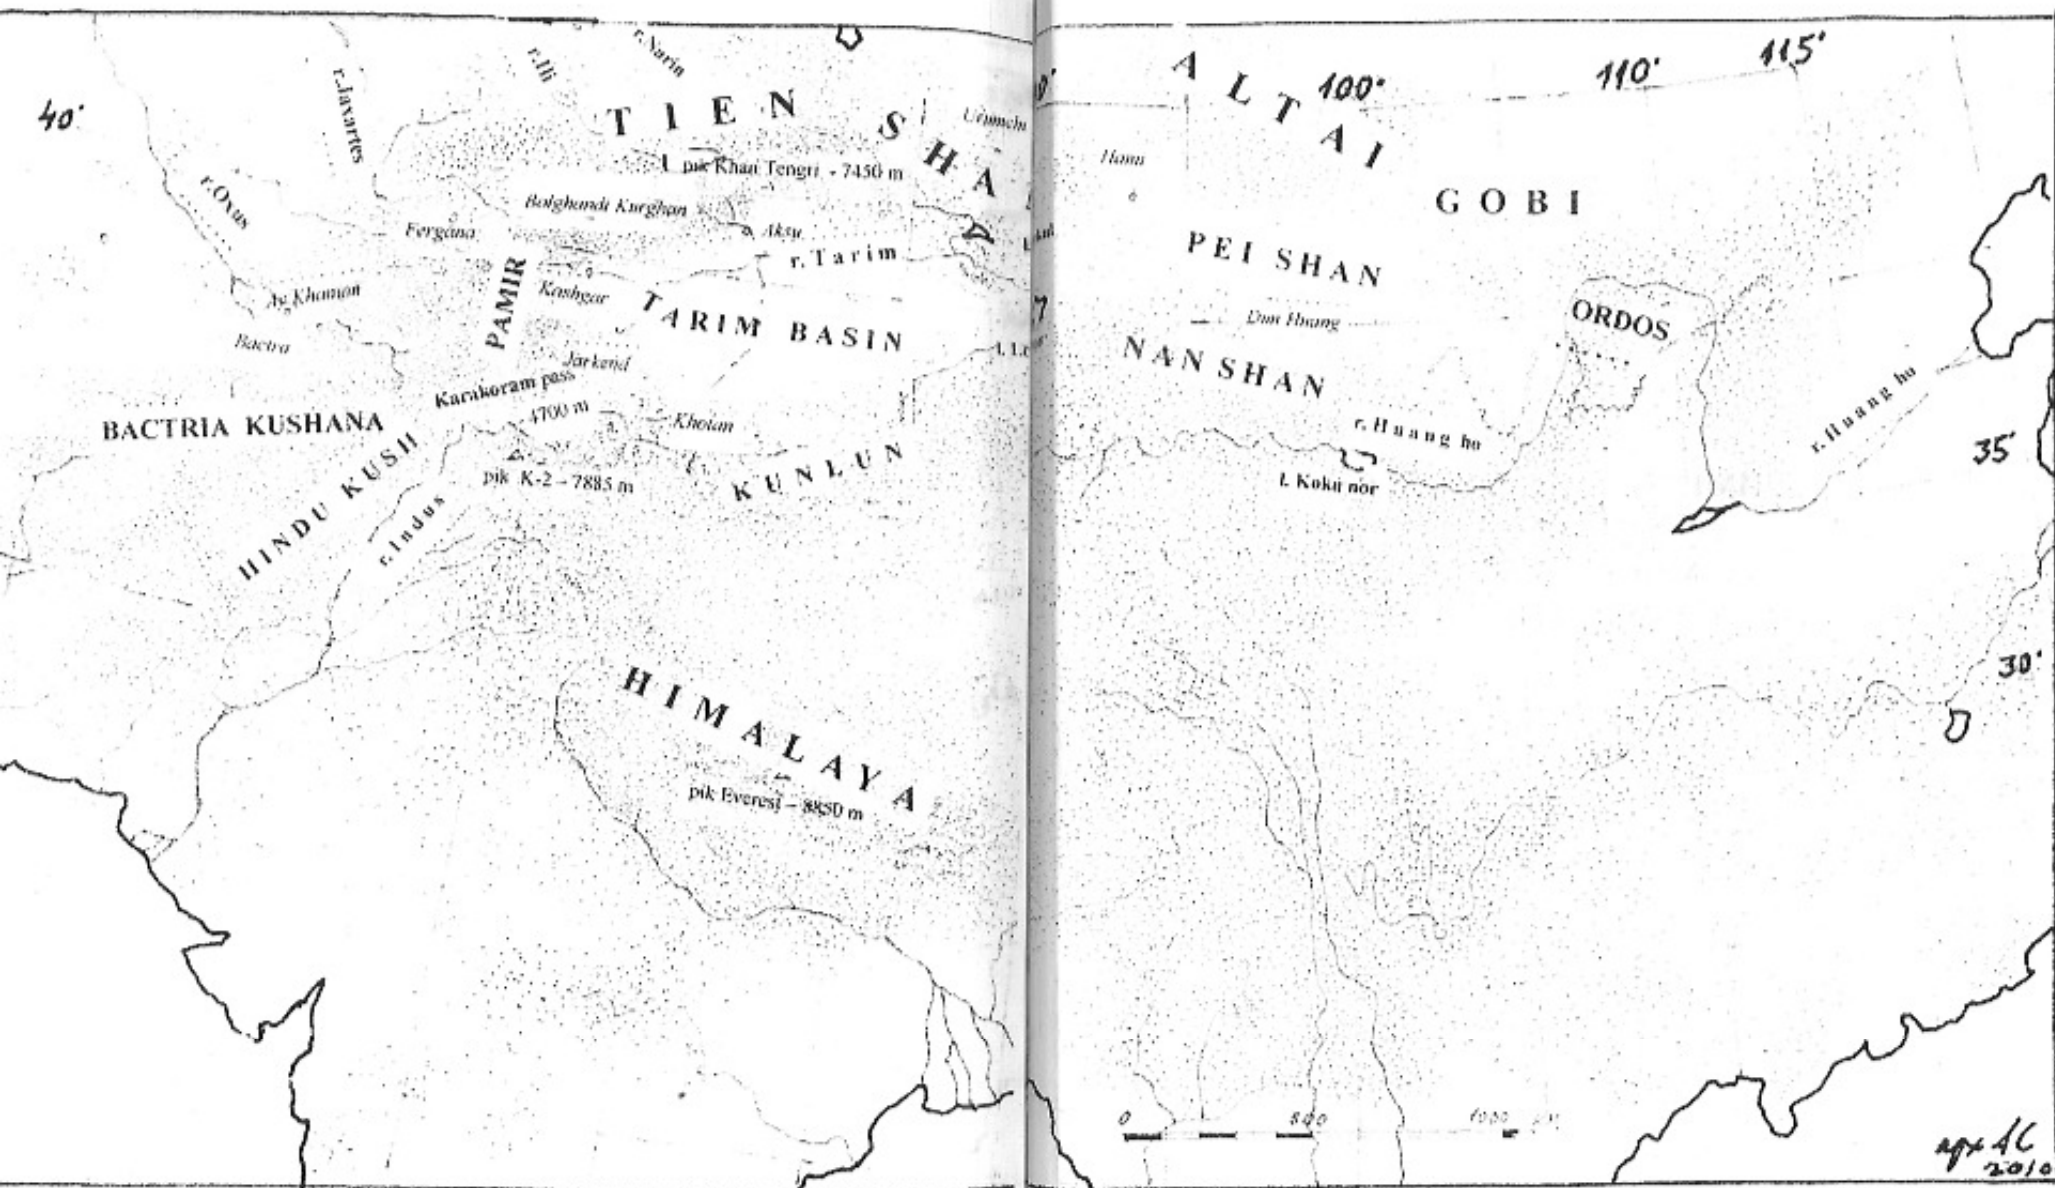 r. Jaxartes
r. Ili
r. Narin
40°
TIEN SHA
pik Khan Tengri - 7450 m
Urumchi
r. Oxus
Balghandi Kurghan
Fergana
Aksu
r. Tarim
Ay Khanum
PAMIR
Kashgar
TARIM BASIN
Bactra
Jarkend
Karakoram pass
4700 m
BACTRIA KUSHANA
Khotan
HINDU KUSH
pik K-2 – 7885 m
KUNLUN
r. Indus
HIMALAYA
pik Everest – 8850 m
ALTAI
100°
110°
115°
Hami
GOBI
PEI SHAN
ORDOS
Dun Huang
NAN SHAN
r. Huang ho
r. Huang ho
35°
l. Koku nor
30°
0 500 1000
2010